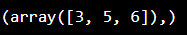 (array([3, 5, 6]),)